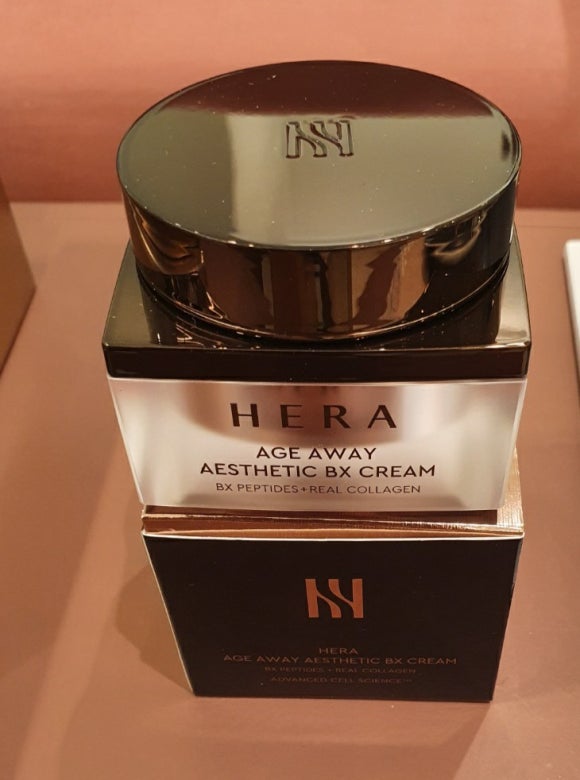 HERA
AGE AWAY
AESTHETIC BX CREAM
BX PEPTIDES+REAL COLLAGEN
HERA
AGE AWAY AESTHETIC BX CREAM
BX PEPTIDES + REAL COLLAGEN
ADVANCED CELL SCIENCE™